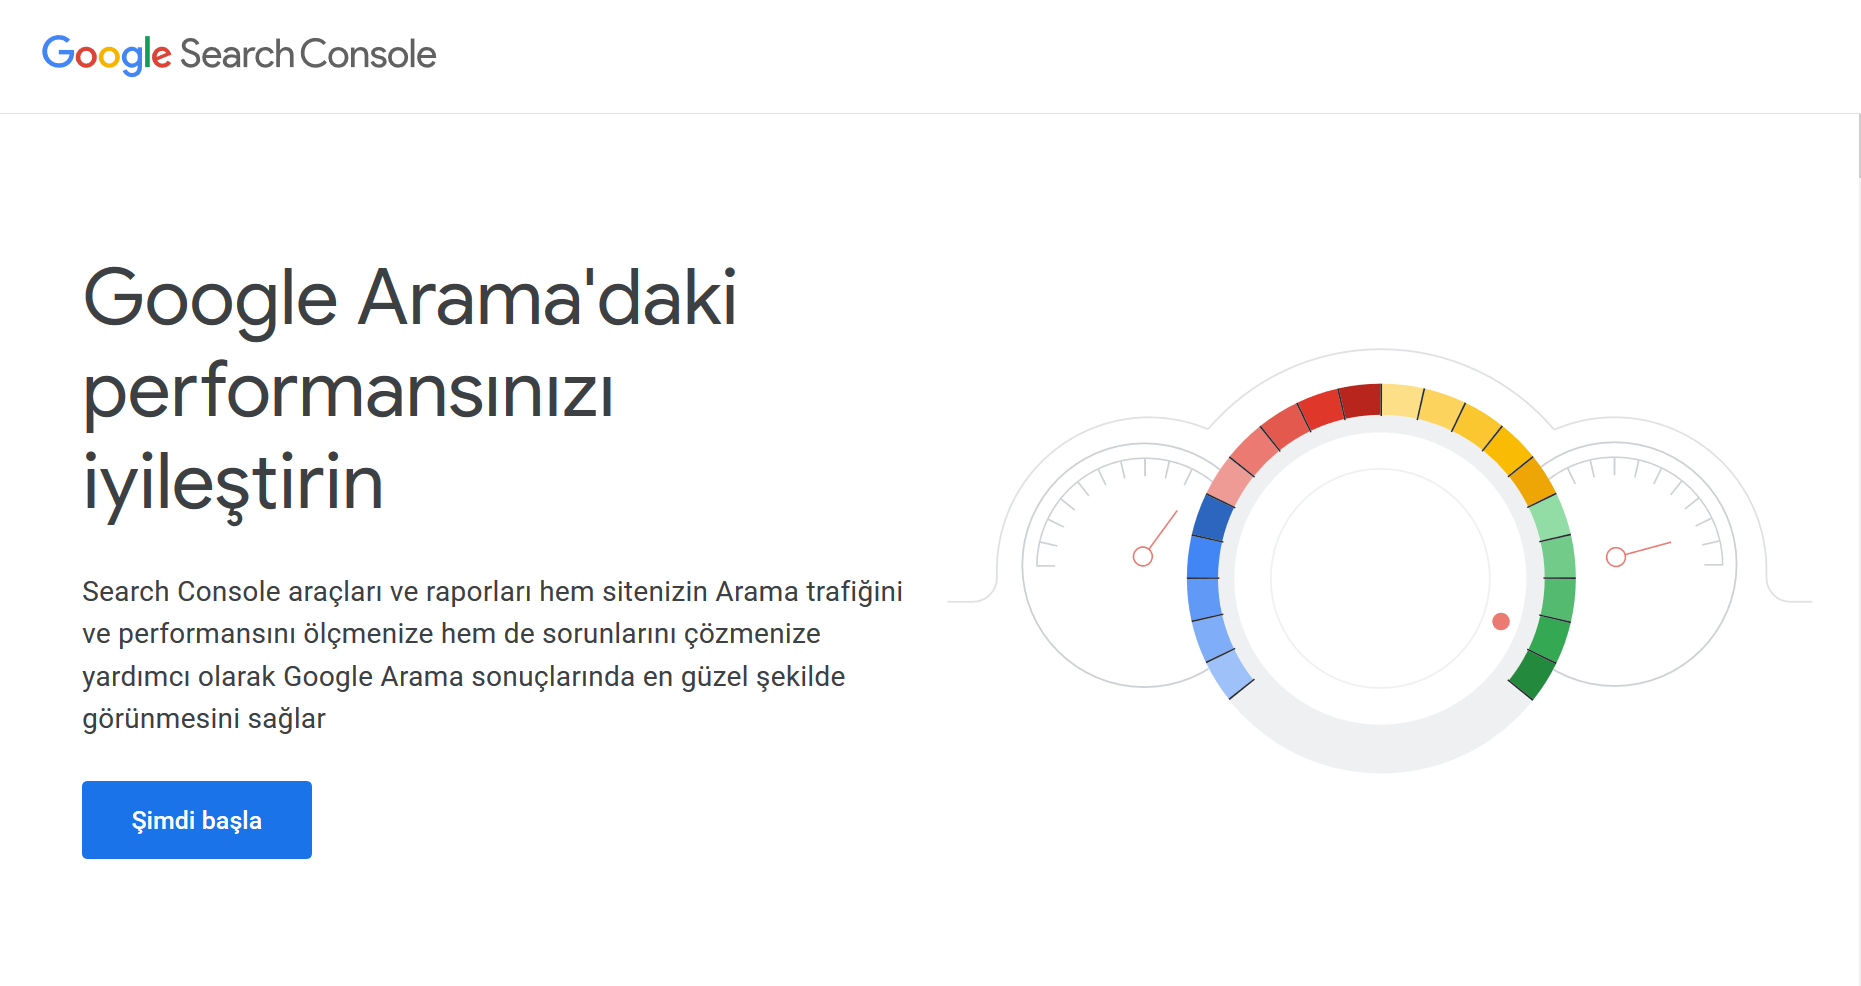 Google Search Console
Google Arama'daki
performansınızı
iyileştirin
Search Console araçları ve raporları hem sitenizin Arama trafiğini
ve performansını ölçmenize hem de sorunlarını çözmenize
yardımcı olarak Google Arama sonuçlarında en güzel şekilde
görünmesini sağlar
Şimdi başla